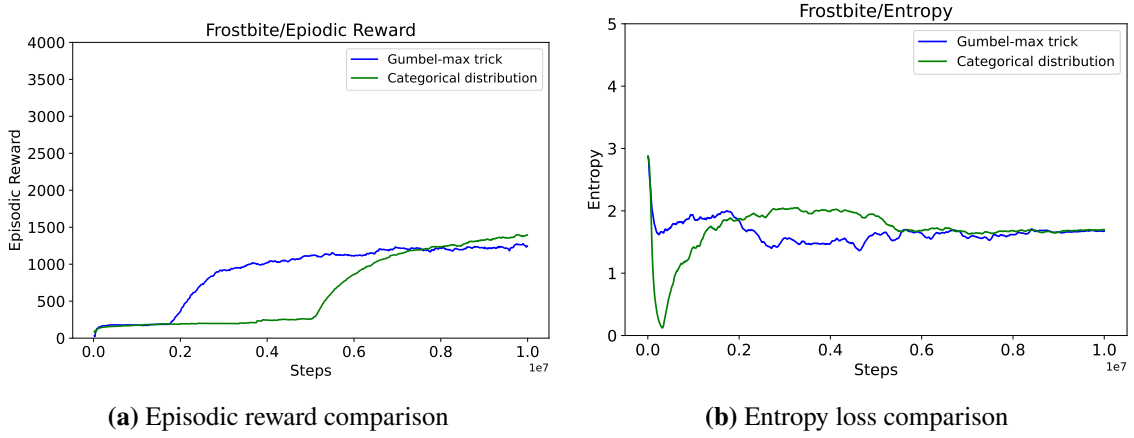 Frostbite/Epiodic Reward
4000
3500
3000
2500
2000
1500
1000
500
0
Episodic Reward
Gumbel-max trick
Categorical distribution
0.0 0.2 0.4 0.6 0.8 1.0
1e7
Steps
(a) Episodic reward comparison
Frostbite/Entropy
5
4
3
2
1
0
Entropy
Gumbel-max trick
Categorical distribution
0.0 0.2 0.4 0.6 0.8 1.0
1e7
Steps
(b) Entropy loss comparison